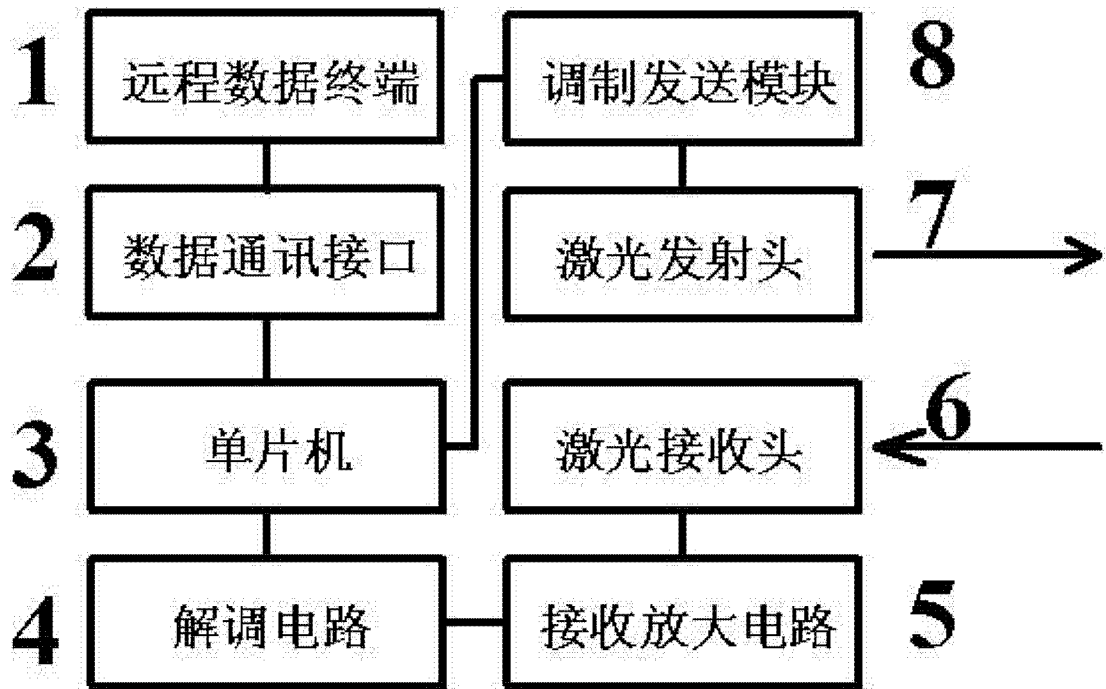 1 远程数据终端 调制发送模块 8
2 数据通讯接口 激光发射头 7
3 单片机 激光接收头 6
4 解调电路 接收放大电路 5